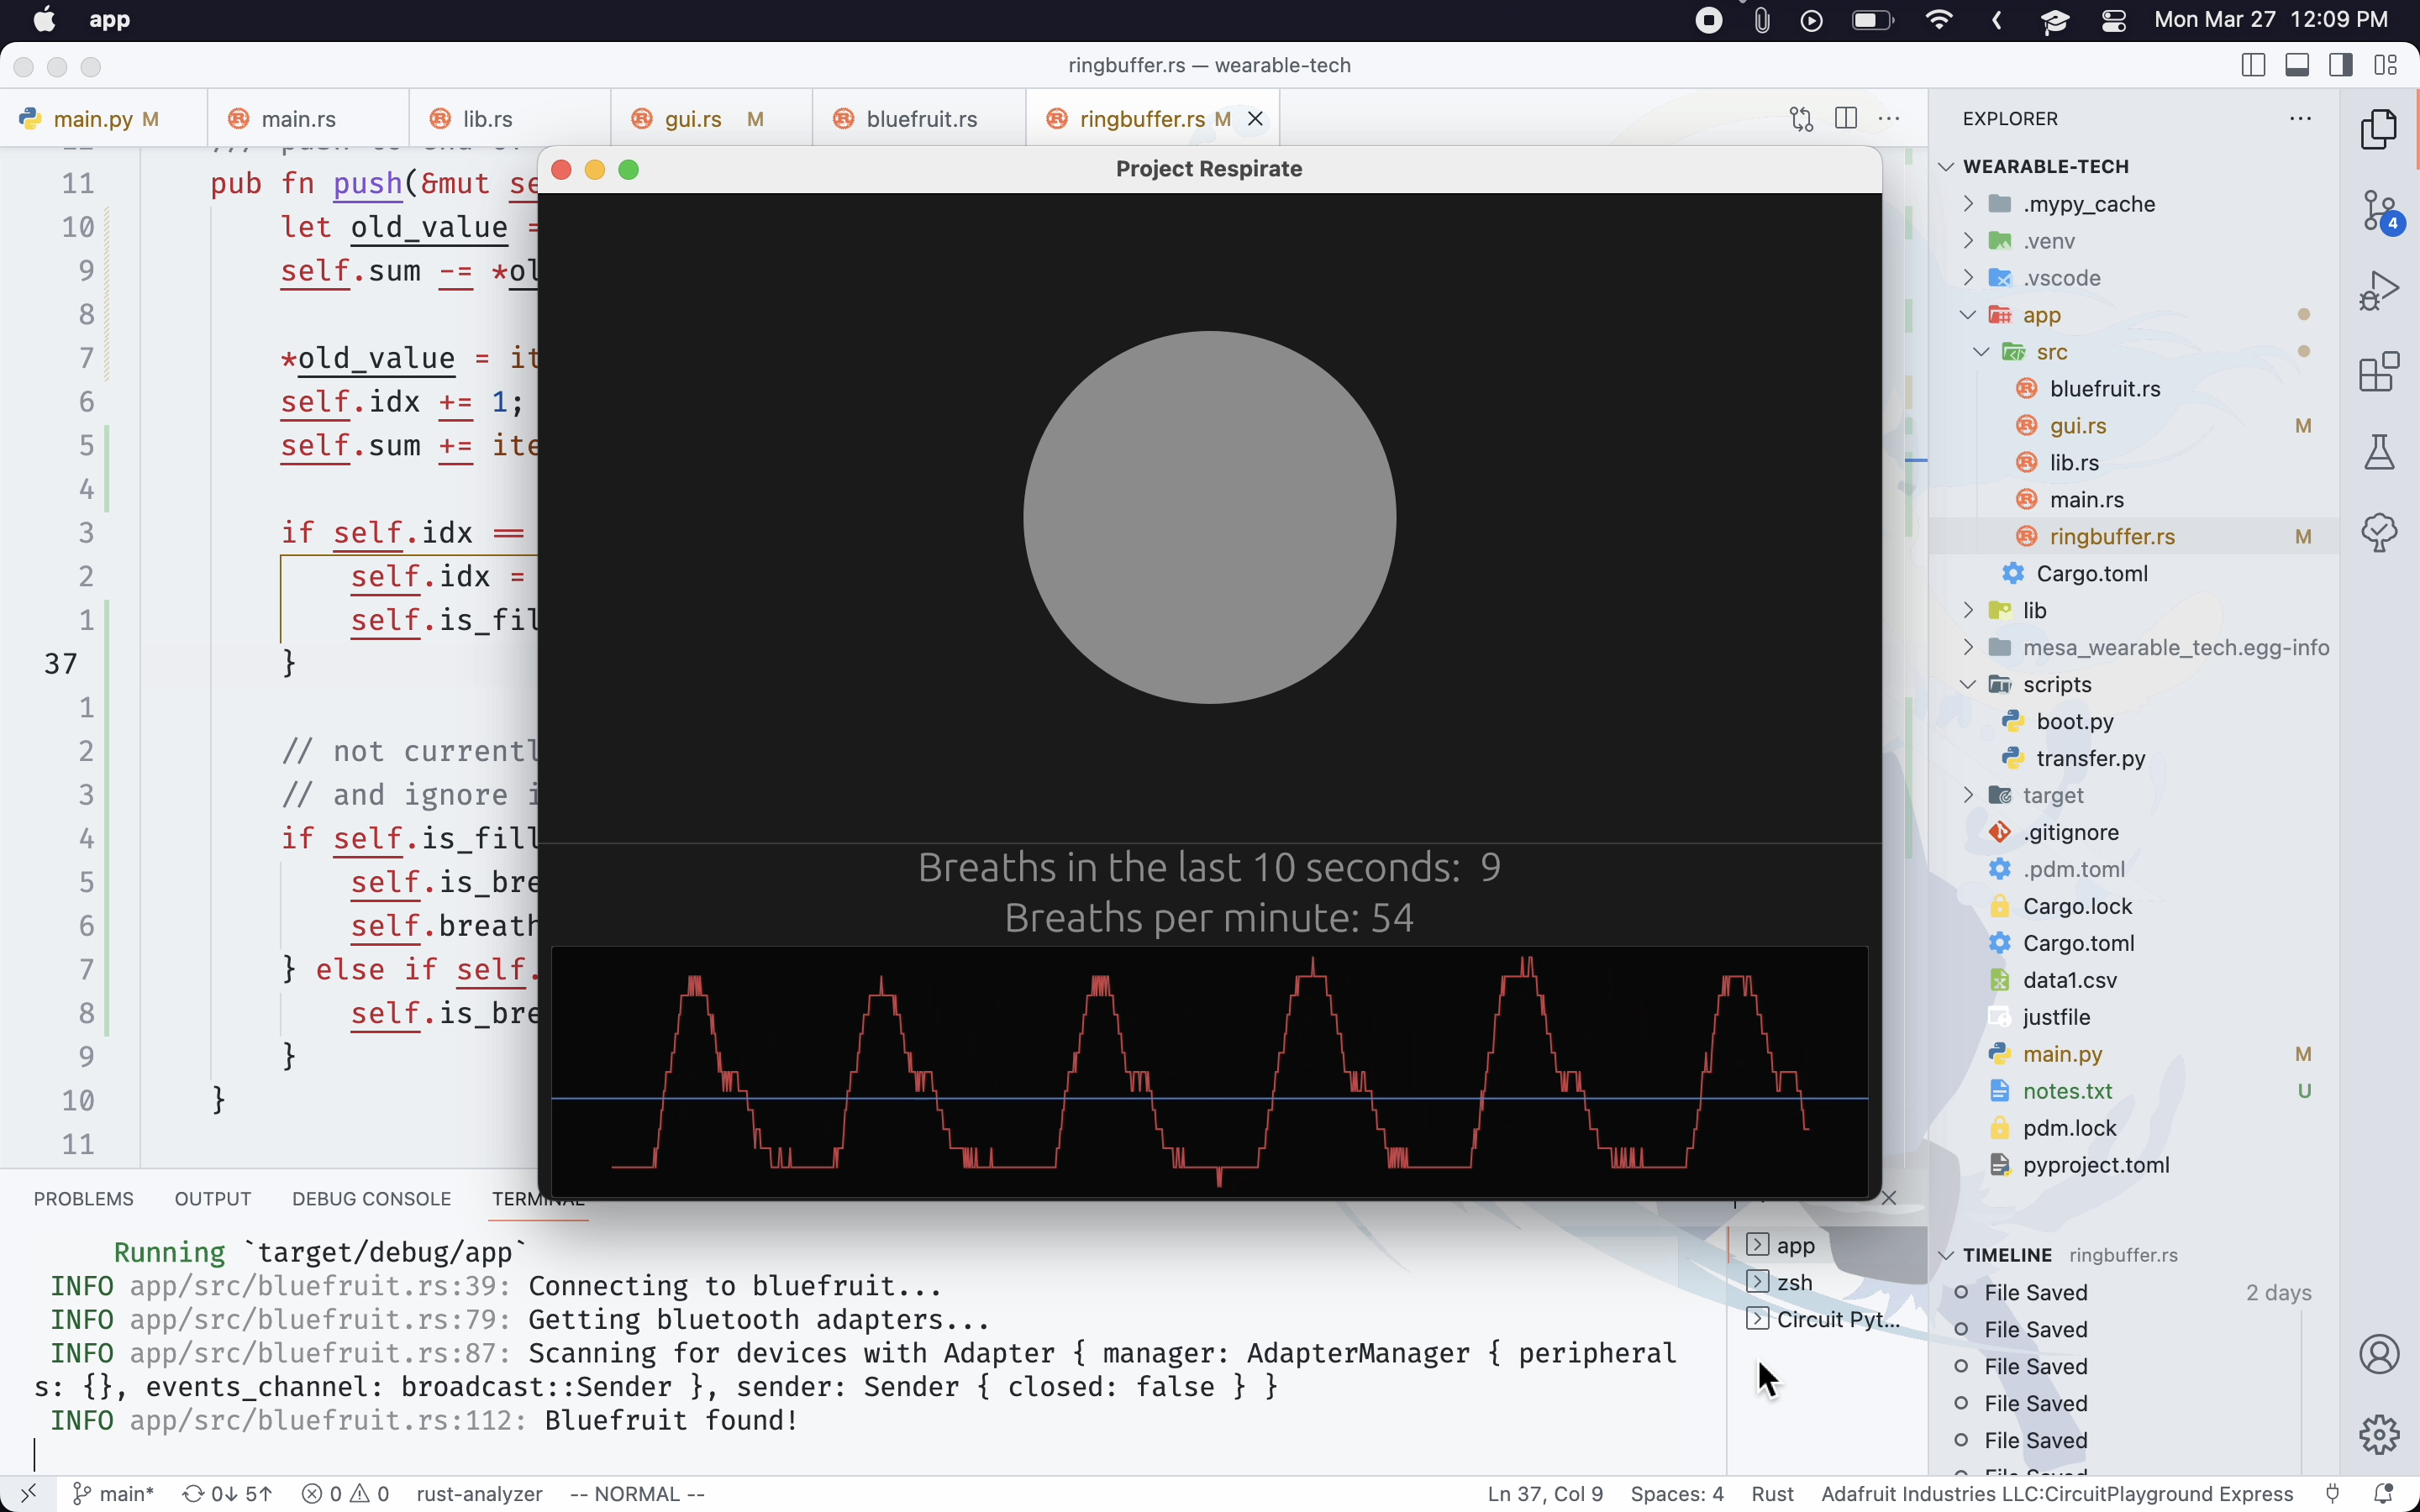 app
Mon Mar 27 12:09 PM
ringbuffer.rs — wearable-tech
main.py M
main.rs
lib.rs
gui.rs M
bluefruit.rs
ringbuffer.rs M
11 pub fn push(&mut se
10 let old_value =
9 self.sum -= *ol
8
7 *old_value = it
6 self.idx += 1;
5 self.sum += ite
4
3 if self.idx ==
2 self.idx =
1 self.is_fil
37 }
1
2 // not currentl
3 // and ignore i
4 if self.is_fill
5 self.is_bre
6 self.breath
7 } else if self.
8 self.is_bre
9 }
10 }
11
Project Respirate
Breaths in the last 10 seconds: 9
Breaths per minute: 54
PROBLEMS
OUTPUT
DEBUG CONSOLE
TERMINAL
Running `target/debug/app`
INFO app/src/bluefruit.rs:39: Connecting to bluefruit...
INFO app/src/bluefruit.rs:79: Getting bluetooth adapters...
INFO app/src/bluefruit.rs:87: Scanning for devices with Adapter { manager: AdapterManager { peripheral
s: {}, events_channel: broadcast::Sender }, sender: Sender { closed: false } }
INFO app/src/bluefruit.rs:112: Bluefruit found!
app
zsh
Circuit Pyt...
EXPLORER
WEARABLE-TECH
.mypy_cache
.venv
.vscode
app
src
bluefruit.rs
gui.rs M
lib.rs
main.rs
ringbuffer.rs M
Cargo.toml
lib
mesa_wearable_tech.egg-info
scripts
boot.py
transfer.py
target
.gitignore
.pdm.toml
Cargo.lock
Cargo.toml
data1.csv
justfile
main.py M
notes.txt U
pdm.lock
pyproject.toml
TIMELINE ringbuffer.rs
File Saved 2 days
File Saved
File Saved
File Saved
File Saved
4
main* 0↓ 5↑ 0 0 rust-analyzer -- NORMAL --
Ln 37, Col 9 Spaces: 4 Rust Adafruit Industries LLC:CircuitPlayground Express